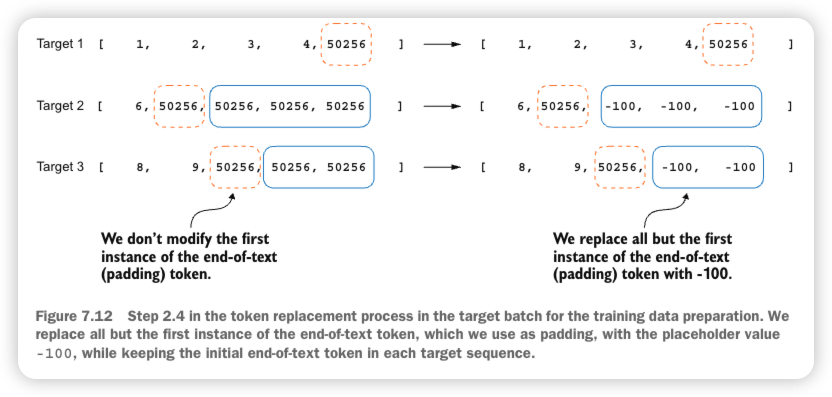 Target 1 [ 1, 2, 3, 4, 50256 ] [ 1, 2, 3, 4, 50256 ]
Target 2 [ 6, 50256, 50256, 50256, 50256 ] [ 6, 50256, -100, -100, -100 ]
Target 3 [ 8, 9, 50256, 50256, 50256 ] [ 8, 9, 50256, -100, -100 ]
We don’t modify the first
instance of the end-of-text
(padding) token.
We replace all but the first
instance of the end-of-text
(padding) token with -100.
Figure 7.12 Step 2.4 in the token replacement process in the target batch for the training data preparation. We
replace all but the first instance of the end-of-text token, which we use as padding, with the placeholder value
-100, while keeping the initial end-of-text token in each target sequence.